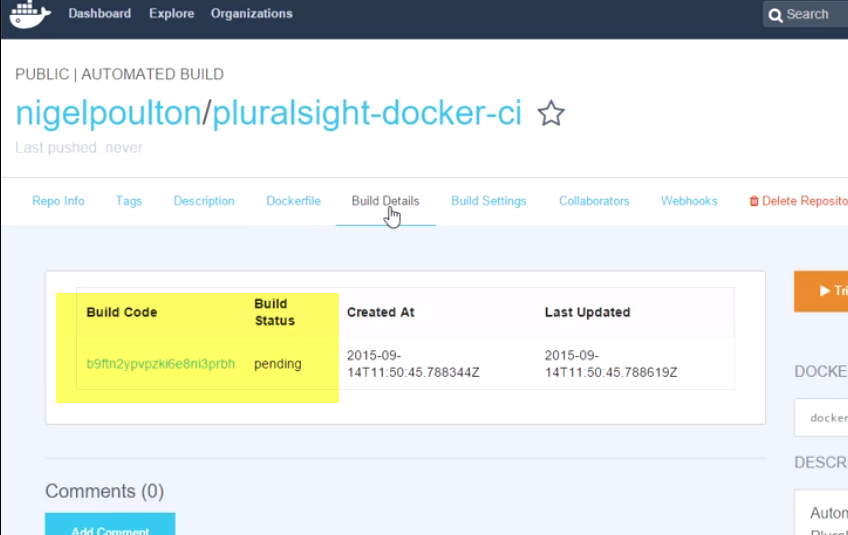 Dashboard Explore Organizations Search
PUBLIC | AUTOMATED BUILD
nigelpoulton/pluralsight-docker-ci
Last pushed: never
Repo Info Tags Description Dockerfile Build Details Build Settings Collaborators Webhooks Delete Reposito
Build Code Build Status Created At Last Updated
b9ftn2ypvpzki6e8ni3prbh pending 2015-09-14T11:50:45.788344Z 2015-09-14T11:50:45.788619Z
Tri
DOCKE
docker
DESCR
Autom
Comments (0)
Add Comment